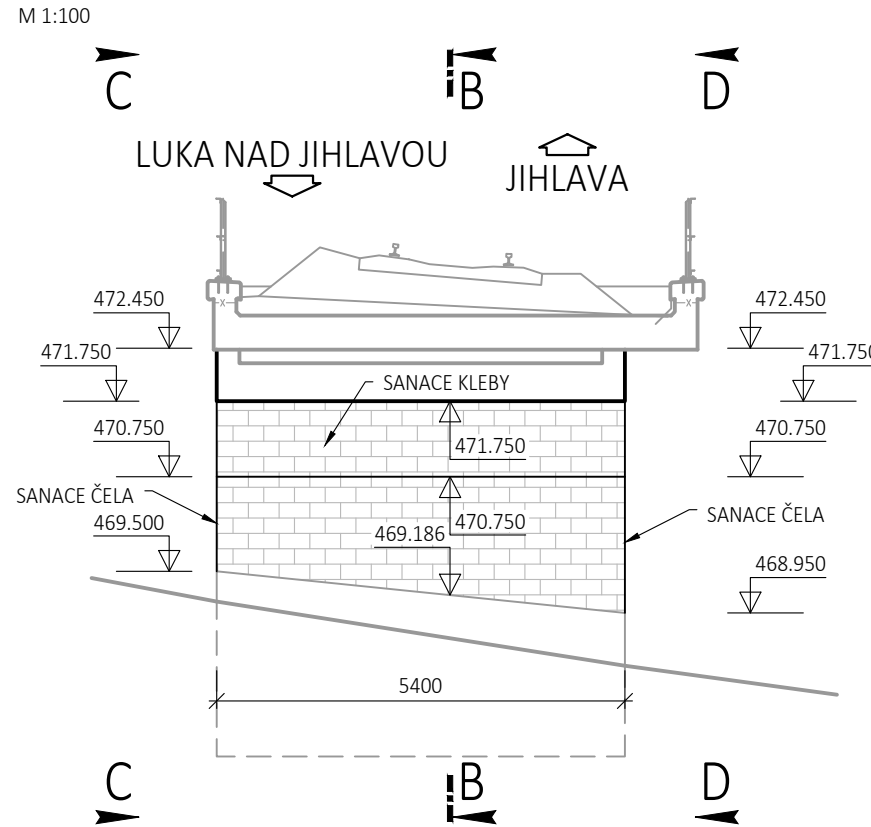 M 1:100
C B D
LUKA NAD JIHLAVOU
JIHLAVA
472.450 472.450
471.750 471.750
SANACE KLEBY
470.750 471.750 470.750
SANACE ČELA
469.500 469.186 470.750 SANACE ČELA
468.950
5400
C B D